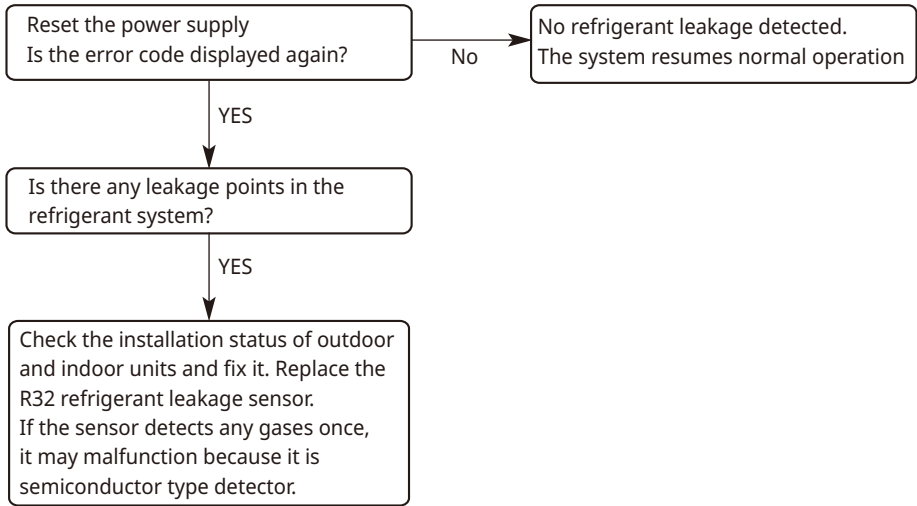 Reset the power supply
Is the error code displayed again?
No
No refrigerant leakage detected.
The system resumes normal operation
YES
Is there any leakage points in the
refrigerant system?
YES
Check the installation status of outdoor
and indoor units and fix it. Replace the
R32 refrigerant leakage sensor.
If the sensor detects any gases once,
it may malfunction because it is
semiconductor type detector.